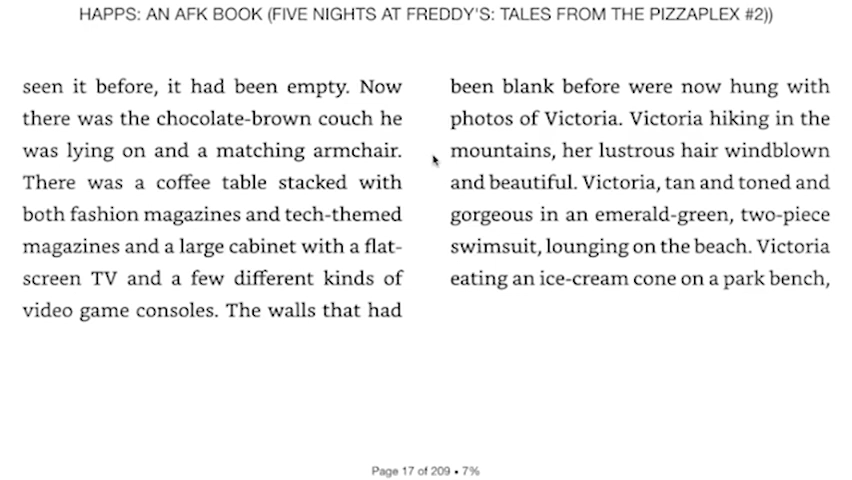 HAPPS: AN AFK BOOK (FIVE NIGHTS AT FREDDY'S: TALES FROM THE PIZZAPLEX #2))
seen it before, it had been empty. Now
there was the chocolate-brown couch he
was lying on and a matching armchair.
There was a coffee table stacked with
both fashion magazines and tech-themed
magazines and a large cabinet with a flat-
screen TV and a few different kinds of
video game consoles. The walls that had
been blank before were now hung with
photos of Victoria. Victoria hiking in the
mountains, her lustrous hair windblown
and beautiful. Victoria, tan and toned and
gorgeous in an emerald-green, two-piece
swimsuit, lounging on the beach. Victoria
eating an ice-cream cone on a park bench,
Page 17 of 209 • 7%